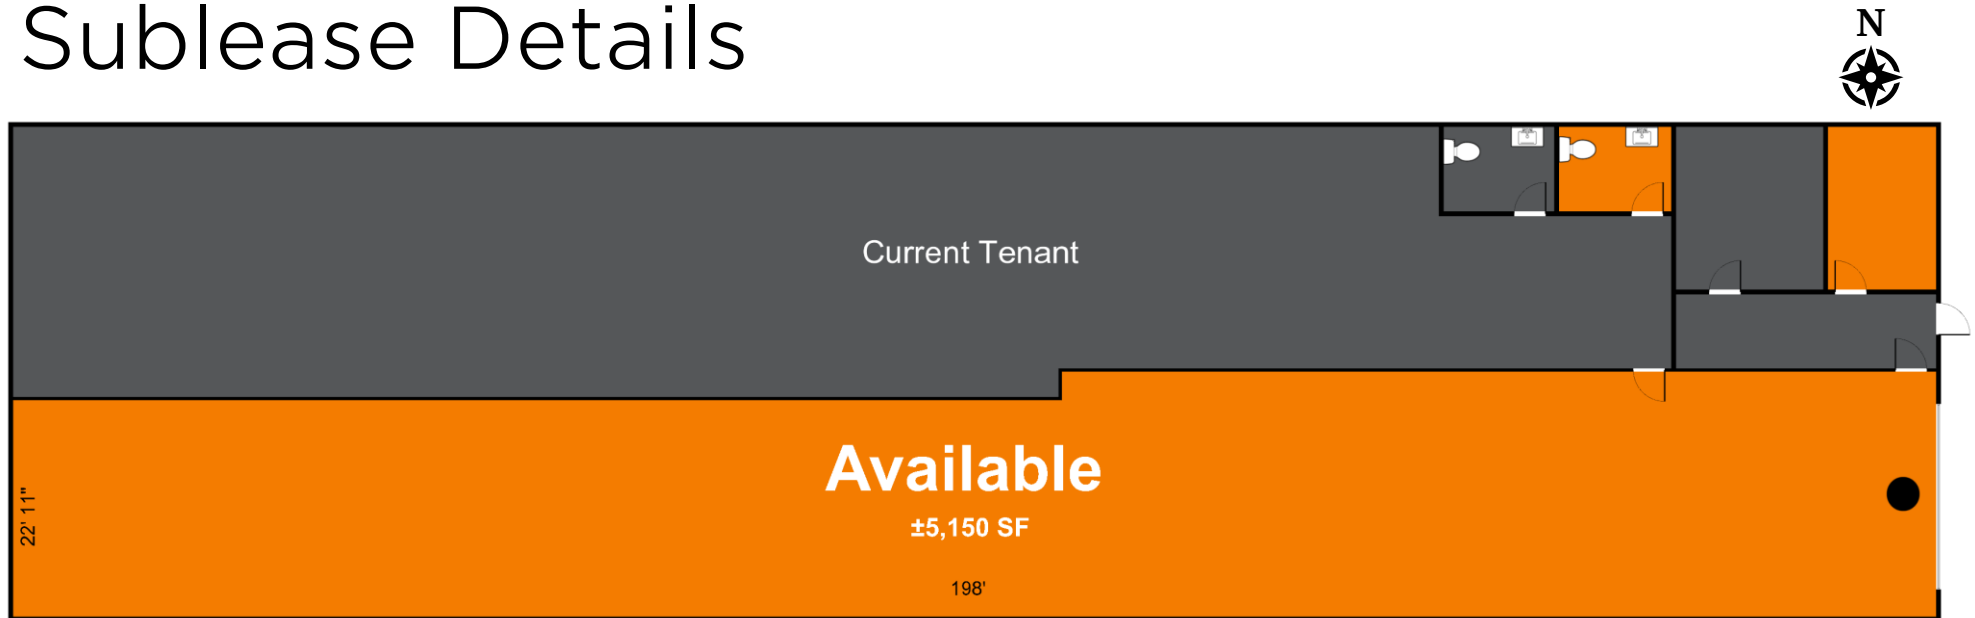 Sublease Details
N
Current Tenant
Available
±5,150 SF
22' 11"
198'